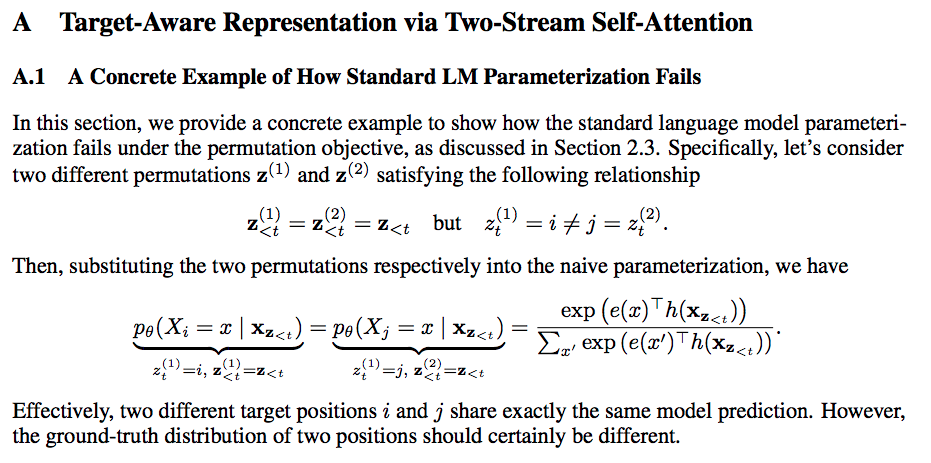 A Target-Aware Representation via Two-Stream Self-Attention
A.1 A Concrete Example of How Standard LM Parameterization Fails
In this section, we provide a concrete example to show how the standard language model parameteri-
zation fails under the permutation objective, as discussed in Section 2.3. Specifically, let's consider
two different permutations $\mathbf{z}^{(1)}$ and $\mathbf{z}^{(2)}$ satisfying the following relationship
$\mathbf{z}_{<t}^{(1)} = \mathbf{z}_{<t}^{(2)} = \mathbf{z}_{<t}$ but $z_t^{(1)} = i \neq j = z_t^{(2)}.$
Then, substituting the two permutations respectively into the naive parameterization, we have
$\underbrace{p_\theta(X_i = x \mid \mathbf{x}_{\mathbf{z}_{<t}})}_{z_t^{(1)}=i, \mathbf{z}_{<t}^{(1)}=\mathbf{z}_{<t}} = \underbrace{p_\theta(X_j = x \mid \mathbf{x}_{\mathbf{z}_{<t}})}_{z_t^{(1)}=j, \mathbf{z}_{<t}^{(2)}=\mathbf{z}_{<t}} = \frac{\exp\left(e(x)^\top h(\mathbf{x}_{\mathbf{z}_{<t}})\right)}{\sum_{x'} \exp\left(e(x')^\top h(\mathbf{x}_{\mathbf{z}_{<t}})\right)}.$
Effectively, two different target positions $i$ and $j$ share exactly the same model prediction. However,
the ground-truth distribution of two positions should certainly be different.